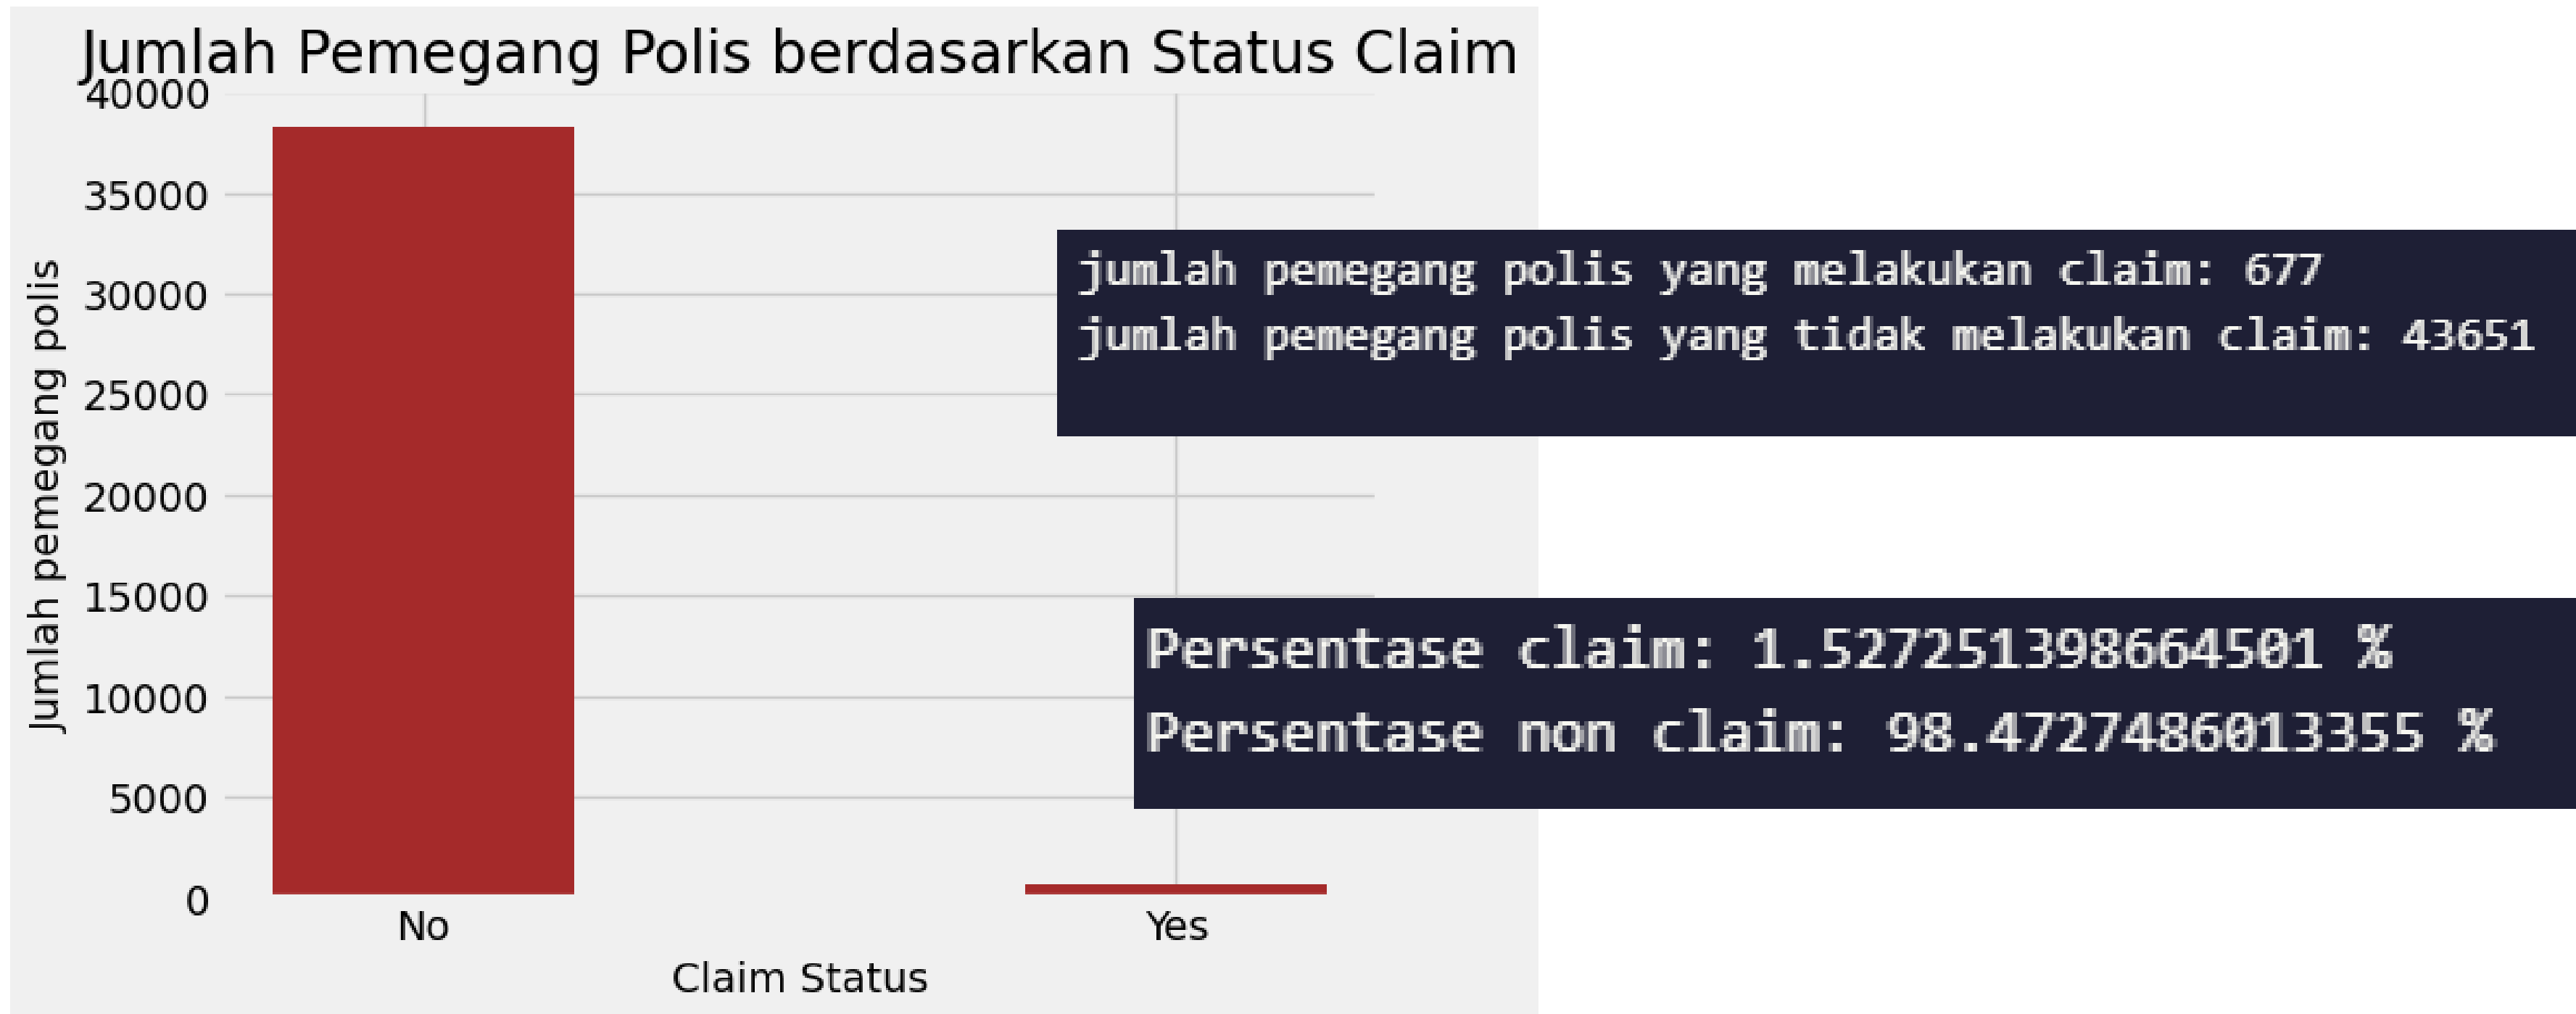 Jumlah Pemegang Polis berdasarkan Status Claim
40000
35000
30000
25000
20000
15000
10000
5000
0
Jumlah pemegang polis
No
Yes
Claim Status
jumlah pemegang polis yang melakukan claim: 677
jumlah pemegang polis yang tidak melakukan claim: 43651
Persentase claim: 1.527251398664501 %
Persentase non claim: 98.4727486013355 %